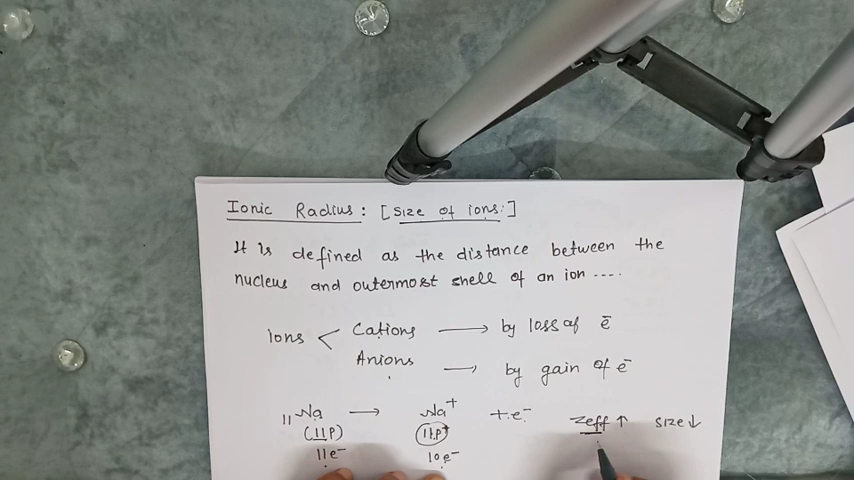 Ionic Radius: [Size of ions:]
It is defined as the distance between the
nucleus and outermost shell of an ion ....
ions < Cations → by loss of e⁻
Anions → by gain of e⁻
₁₁Na → Na⁺ + e⁻ Zeff ↑ size ↓
(11P) (11P⁺)
11e⁻ 10e⁻